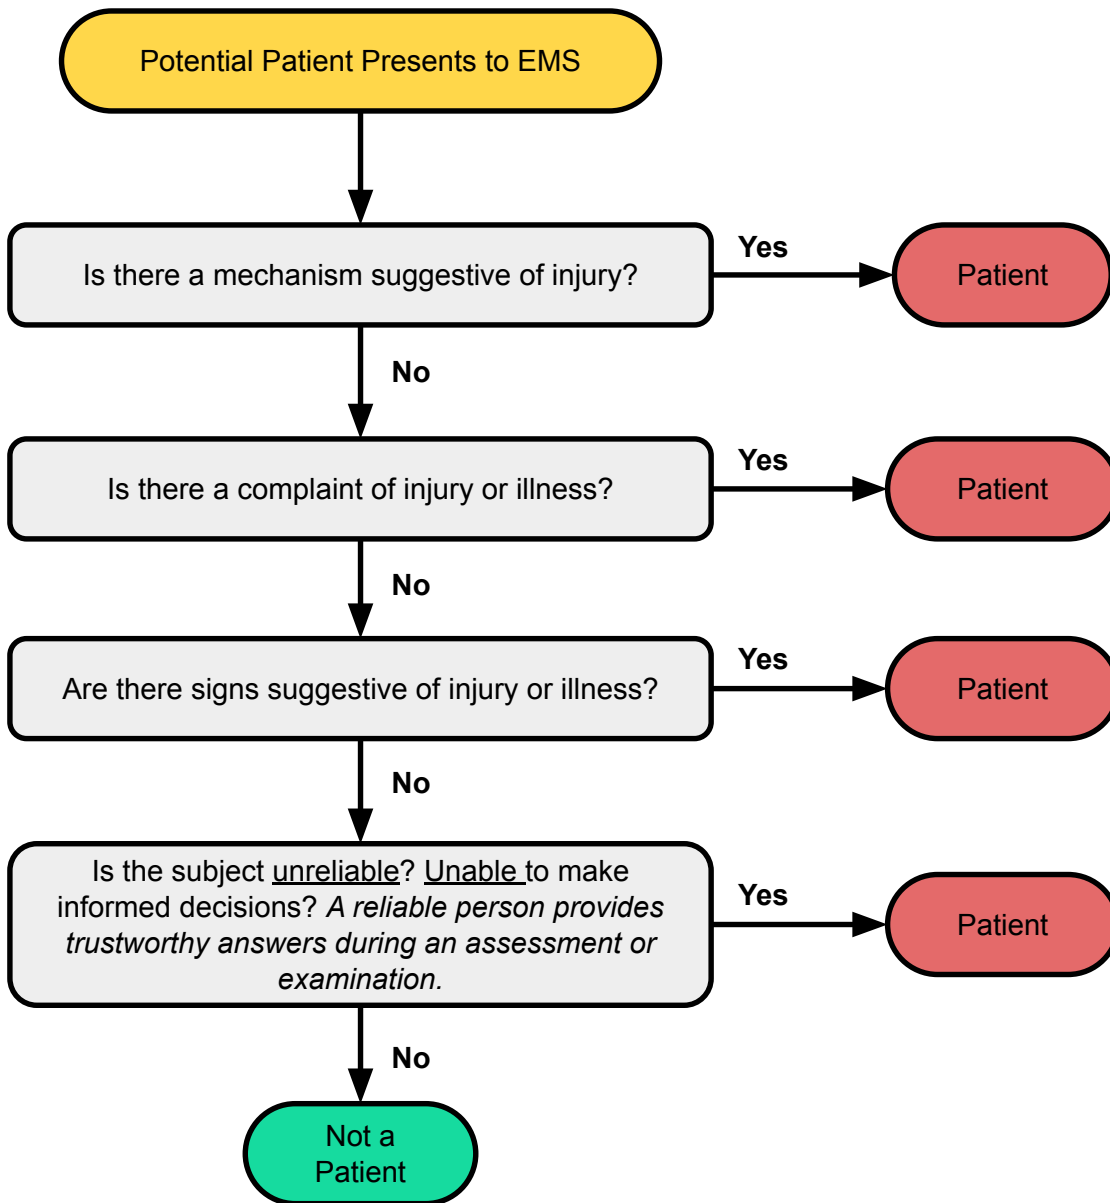 Potential Patient Presents to EMS
Is there a mechanism suggestive of injury?
Yes
Patient
No
Is there a complaint of injury or illness?
Yes
Patient
No
Are there signs suggestive of injury or illness?
Yes
Patient
No
Is the subject unreliable? Unable to make
informed decisions? A reliable person provides
trustworthy answers during an assessment or
examination.
Yes
Patient
No
Not a
Patient